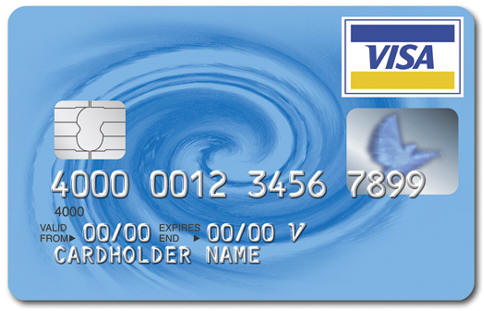 VISA
4000 0012 3456 7899
4000
VALID FROM▶ 00/00 EXPIRES END ▶ 00/00 V
CARDHOLDER NAME